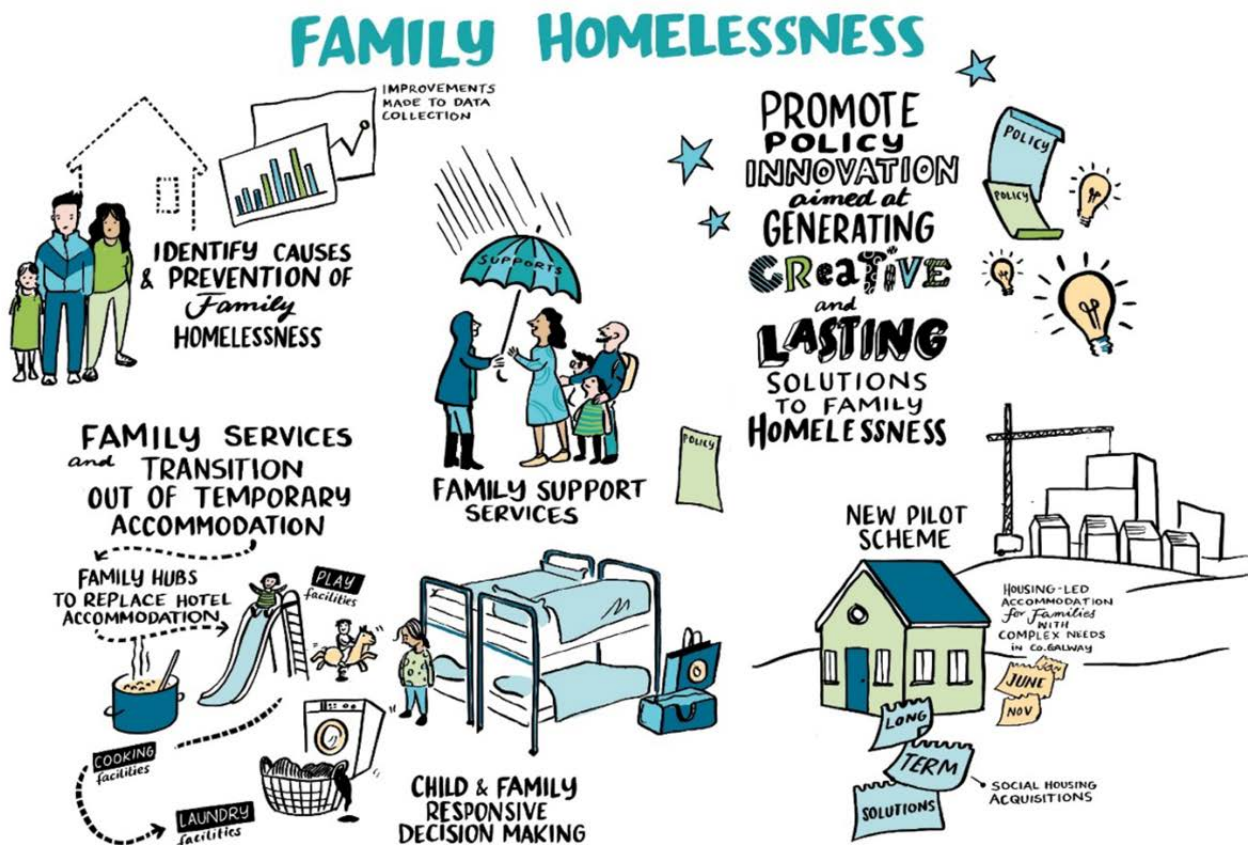 FAMILY HOMELESSNESS
IMPROVEMENTS
MADE TO DATA
COLLECTION
IDENTIFY CAUSES
& PREVENTION OF
Family
HOMELESSNESS
SUPPORTS
FAMILY SUPPORT
SERVICES
PROMOTE
POLICY
INNOVATION
aimed at
GENERATING
CReaTiVE
and
LASTING
SOLUTIONS
TO FAMILY
HOMELESSNESS
POLICY
POLICY
POLICY
FAMILY SERVICES
and TRANSITION
OUT OF TEMPORARY
ACCOMMODATION
FAMILY HUBS
TO REPLACE HOTEL
ACCOMMODATION
PLAY
facilities
COOKING
facilities
LAUNDRY
facilities
CHILD & FAMILY
RESPONSIVE
DECISION MAKING
NEW PILOT
SCHEME
HOUSING-LED
ACCOMMODATION
for Families
WITH
COMPLEX NEEDS
IN CO. GALWAY
JAN
JUNE
NOV
LONG
TERM
SOLUTIONS
SOCIAL HOUSING
ACQUISITIONS